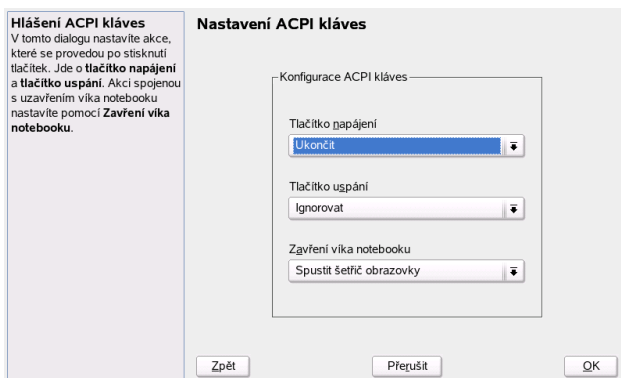 Hlášení ACPI kláves
V tomto dialogu nastavíte akce,
které se provedou po stisknutí
tlačítek. Jde o tlačítko napájení
a tlačítko uspání. Akci spojenou
s uzavřením víka notebooku
nastavíte pomocí Zavření víka
notebooku.
Nastavení ACPI kláves
Konfigurace ACPI kláves
Tlačítko napájení
Ukončit
Tlačítko uspání
Ignorovat
Zavření víka notebooku
Spustit šetřič obrazovky
Zpět
Přerušit
OK